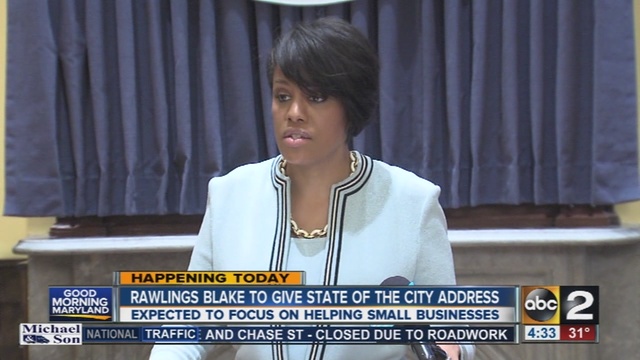 HAPPENING TODAY
GOOD MORNING MARYLAND
RAWLINGS BLAKE TO GIVE STATE OF THE CITY ADDRESS
EXPECTED TO FOCUS ON HELPING SMALL BUSINESSES
abc 2
Michael & Son
NATIONAL TRAFFIC AND CHASE ST - CLOSED DUE TO ROADWORK
4:33 31°